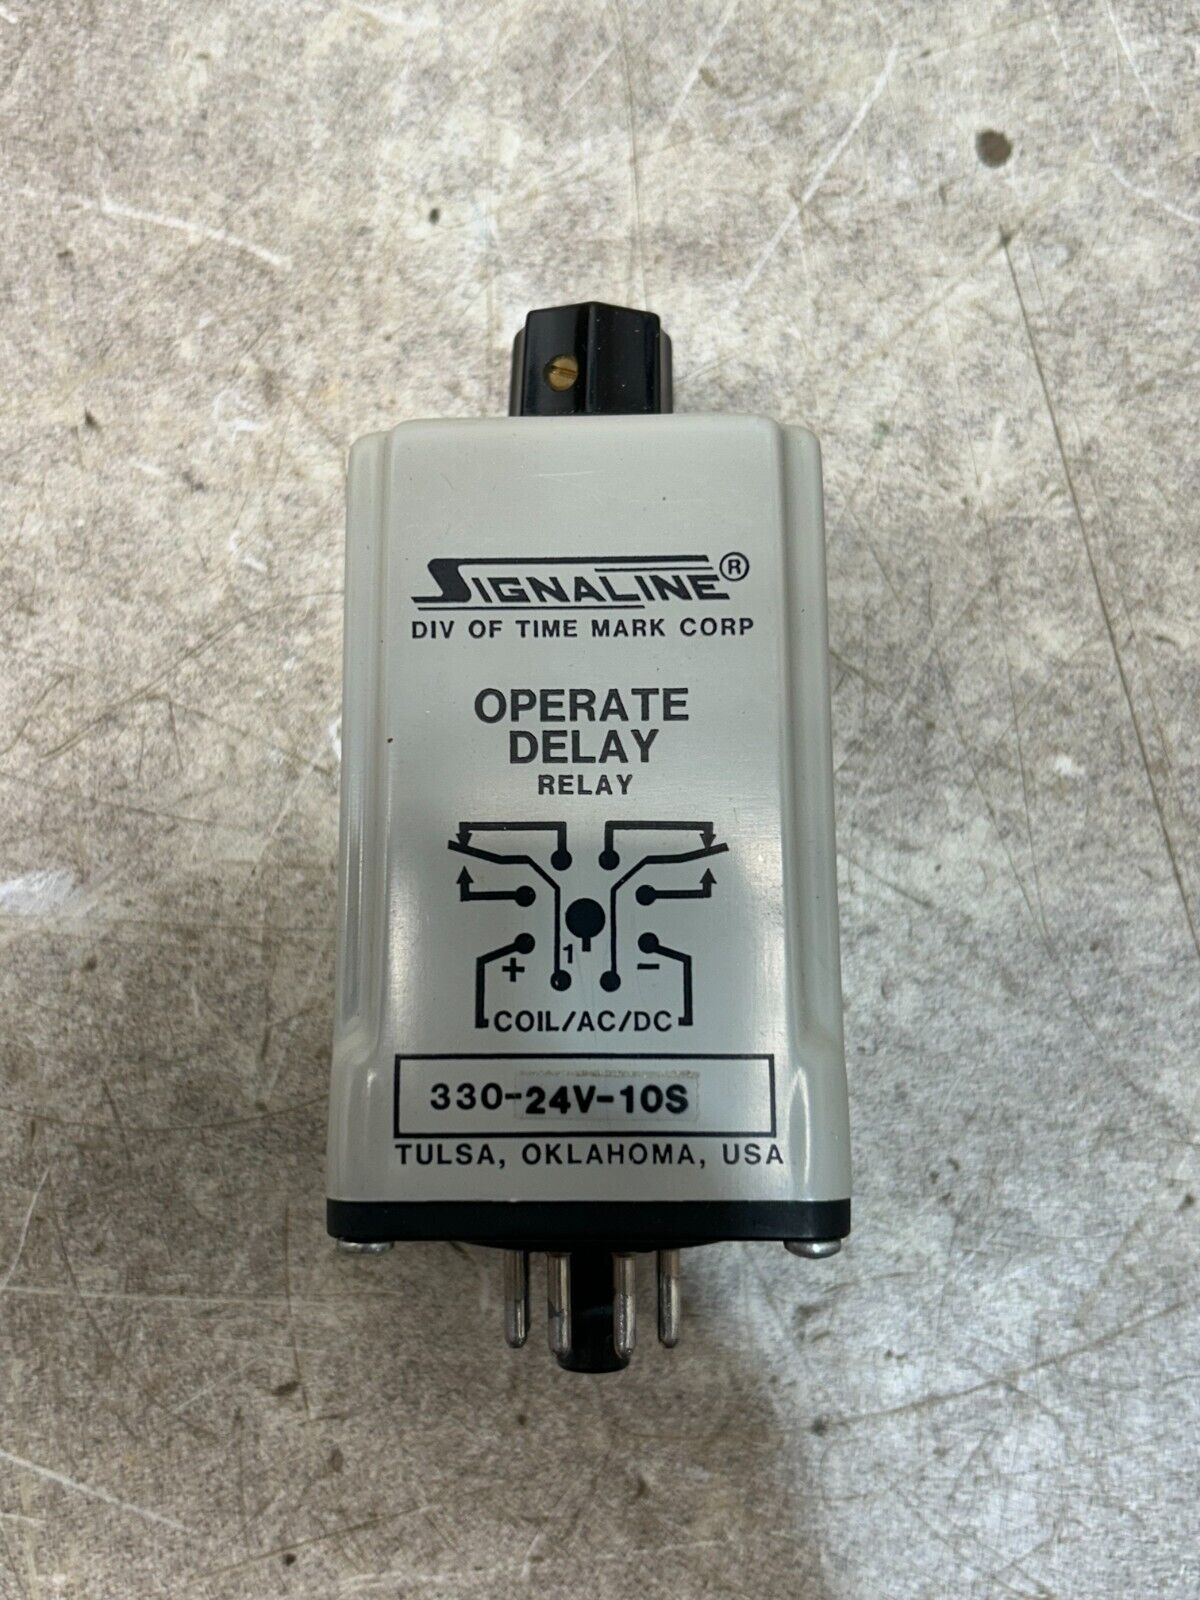 SIGNALINE®
DIV OF TIME MARK CORP
OPERATE
DELAY
RELAY
1
+ −
COIL/AC/DC
330-24V-10S
TULSA, OKLAHOMA, USA